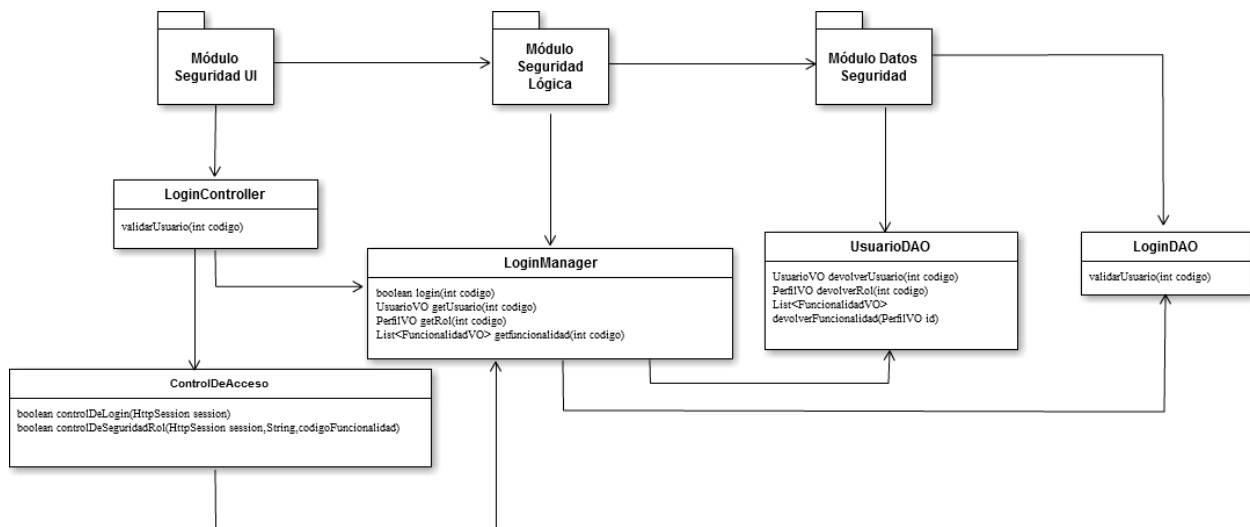 Módulo
Seguridad UI
Módulo
Seguridad
Lógica
Módulo Datos
Seguridad
LoginController
validarUsuario(int codigo)
LoginManager
boolean login(int codigo)
UsuarioVO getUsuario(int codigo)
PerfilVO getRol(int codigo)
List<FuncionalidadVO> getfuncionalidad(int codigo)
UsuarioDAO
UsuarioVO devolverUsuario(int codigo)
PerfilVO devolverRol(int codigo)
List<FuncionalidadVO>
devolverFuncionalidad(PerfilVO id)
LoginDAO
validarUsuario(int codigo)
ControlDeAcceso
boolean controlDeLogin(HttpSession session)
boolean controlDeSeguridadRol(HttpSession session,String,codigoFuncionalidad)